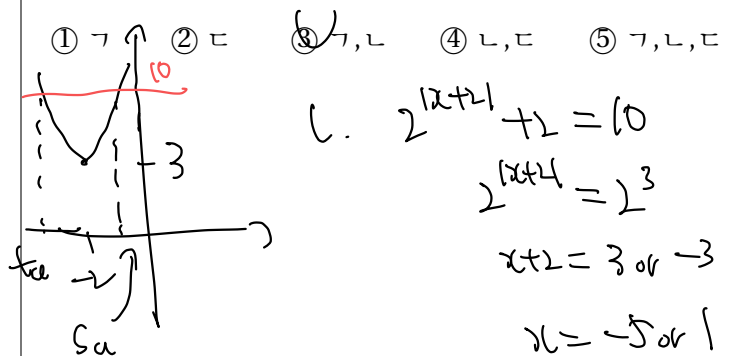 ① ㄱ ② ㄷ ③ ㄱ,ㄴ ④ ㄴ,ㄷ ⑤ ㄱ,ㄴ,ㄷ
10
3
-2
ㄴ. 2^{|x+2|} + 2 = 10
2^{|x+2|} = 2^3
x+2 = 3 or -3
x = -5 or 1